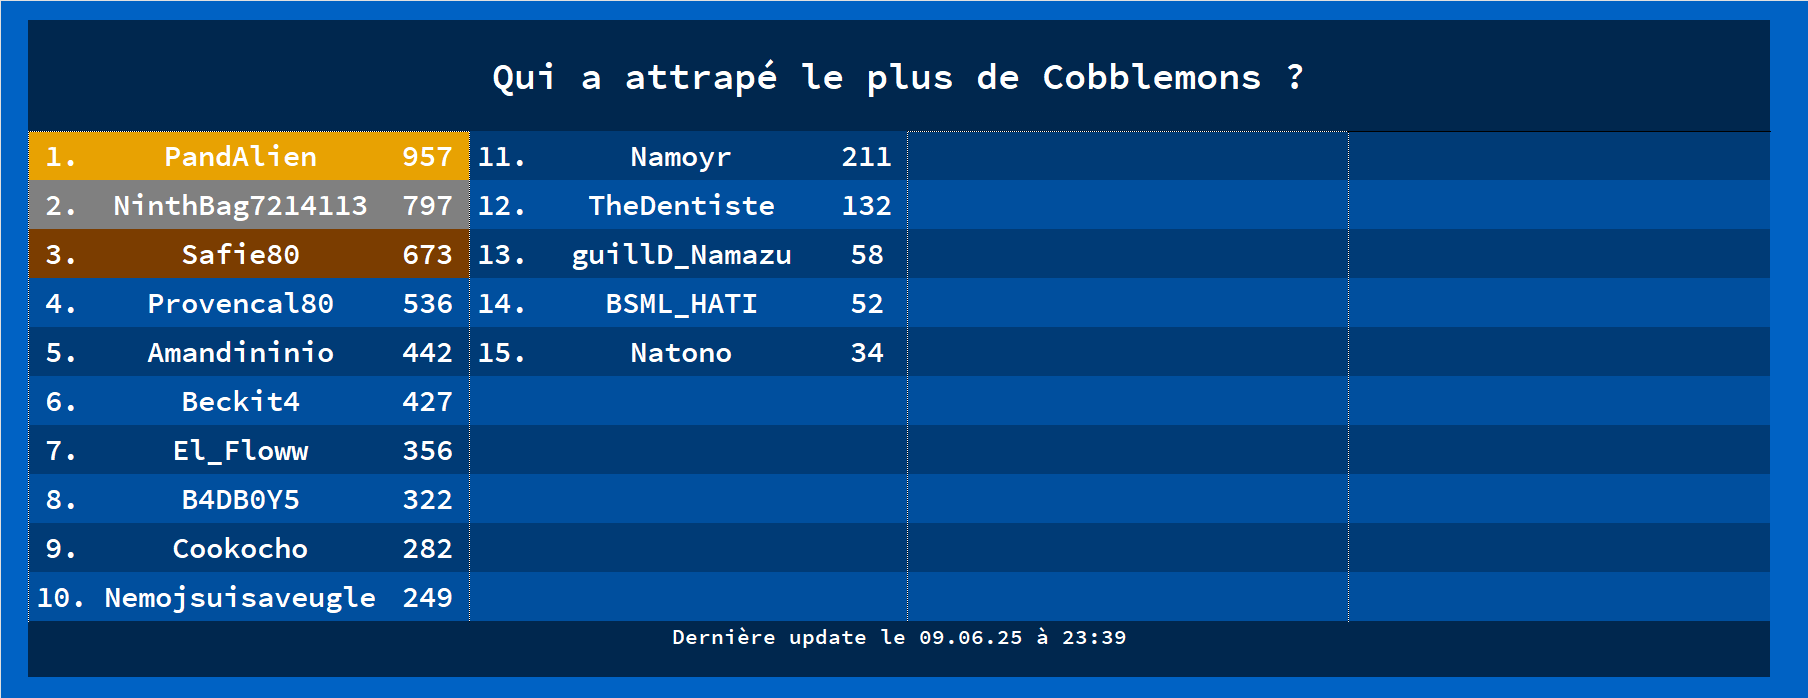 Qui a attrapé le plus de Cobblemons ?
1. PandAlien 957
2. NinthBag7214113 797
3. Safie80 673
4. Provencal80 536
5. Amandininio 442
6. Beckit4 427
7. El_Floww 356
8. B4DB0Y5 322
9. Cookocho 282
10. Nemojsuisaveugle 249
11. Namoyr 211
12. TheDentiste 132
13. guillD_Namazu 58
14. BSML_HATI 52
15. Natono 34
Dernière update le 09.06.25 à 23:39